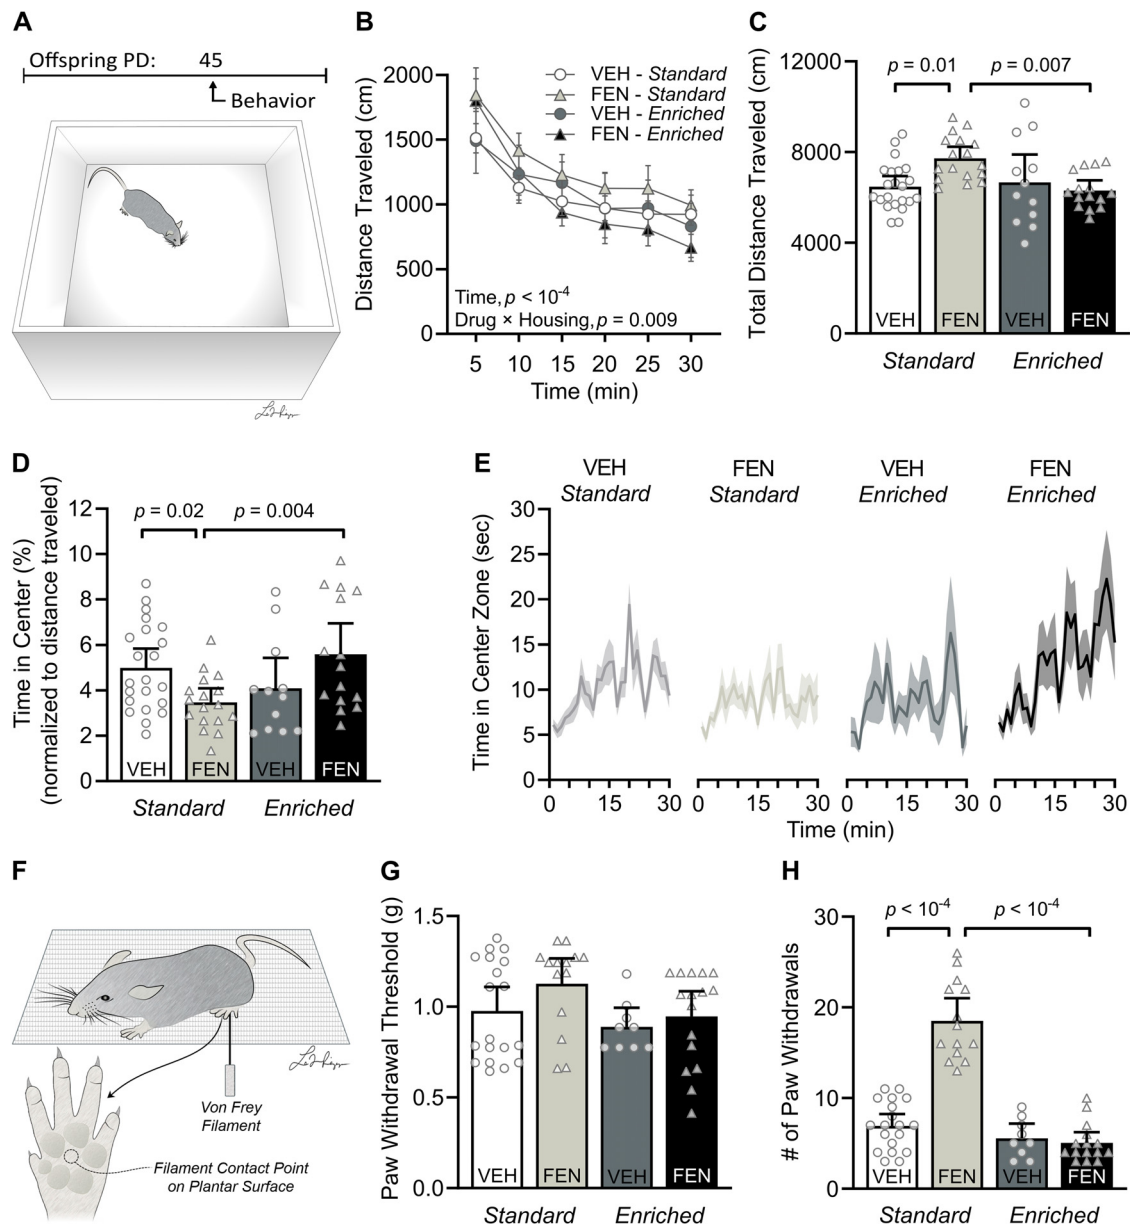 A
Offspring PD: 45
Behavior
B
Distance Traveled (cm)
2000
1500
1000
500
0
VEH - Standard
FEN - Standard
VEH - Enriched
FEN - Enriched
Time, p < 10-4
Drug × Housing, p = 0.009
5 10 15 20 25 30
Time (min)
C
Total Distance Traveled (cm)
12000
8000
4000
0
p = 0.01 p = 0.007
VEH FEN VEH FEN
Standard Enriched
D
Time in Center (%)
(normalized to distance traveled)
12
10
8
6
4
2
0
p = 0.02 p = 0.004
VEH FEN VEH FEN
Standard Enriched
E
VEH FEN VEH FEN
Standard Standard Enriched Enriched
Time in Center Zone (sec)
30
25
20
15
10
5
0
0 15 30 0 15 30 0 15 30 0 15 30
Time (min)
F
Von Frey
Filament
Filament Contact Point
on Plantar Surface
G
Paw Withdrawal Threshold (g)
1.5
1.0
0.5
0.0
VEH FEN VEH FEN
Standard Enriched
H
# of Paw Withdrawals
30
20
10
0
p < 10-4 p < 10-4
VEH FEN VEH FEN
Standard Enriched